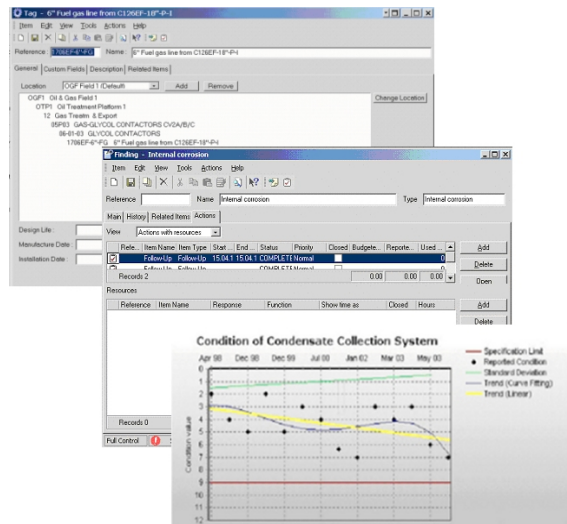 Tag - 6" Fuel gas line from C126EF-18"-P-I
Item Edit View Tools Actions Help
Reference: 1706EF-6"-FG Name: 6" Fuel gas line from C126EF-18"-P-I
General Custom Fields Description Related Items
Location OGF Field 1 (Default) Add Remove
OGF1 Oil & Gas Field 1 Change Location
OTP1 Oil Treatment Platform 1
12 Gas Treatm & Export
05P03 GAS-GLYCOL CONTACTORS CV2A/B/C
86-01-03 GLYCOL CONTACTORS
1706EF-6"-FG 6" Fuel gas line from C126EF-18"-P-I
Design Life:
Manufacture Date:
Installation Date:
Finding - Internal corrosion
Item Edit View Tools Actions Help
Reference Name Internal corrosion Type Internal corrosion
Main History Related Items Actions
View Actions with resources
Rele... Item Name Item Type Start ... End ... Status Priority Closed Budgete... Reporte... Used ... Add
Follow Up Follow-Up 15.04.1 15.04.1 COMPLETE Normal 0
Follow Up Follow-Up COMPLETE Normal 0 Delete
Records 2 0.00 0.00 0 Open
Resources
Reference Item Name Response Function Show time as Closed Hours Add
Delete
Records 0
Full Control
Condition of Condensate Collection System
Apr 98 Dec 98 Dec 99 Jul 00 Jan 02 Mar 03 May 03
Specification Limit
Reported Condition
Standard Deviation
Trend (Curve Fitting)
Trend (Linear)
Condition value
0
1
2
3
4
5
6
7
8
9
10
11
12